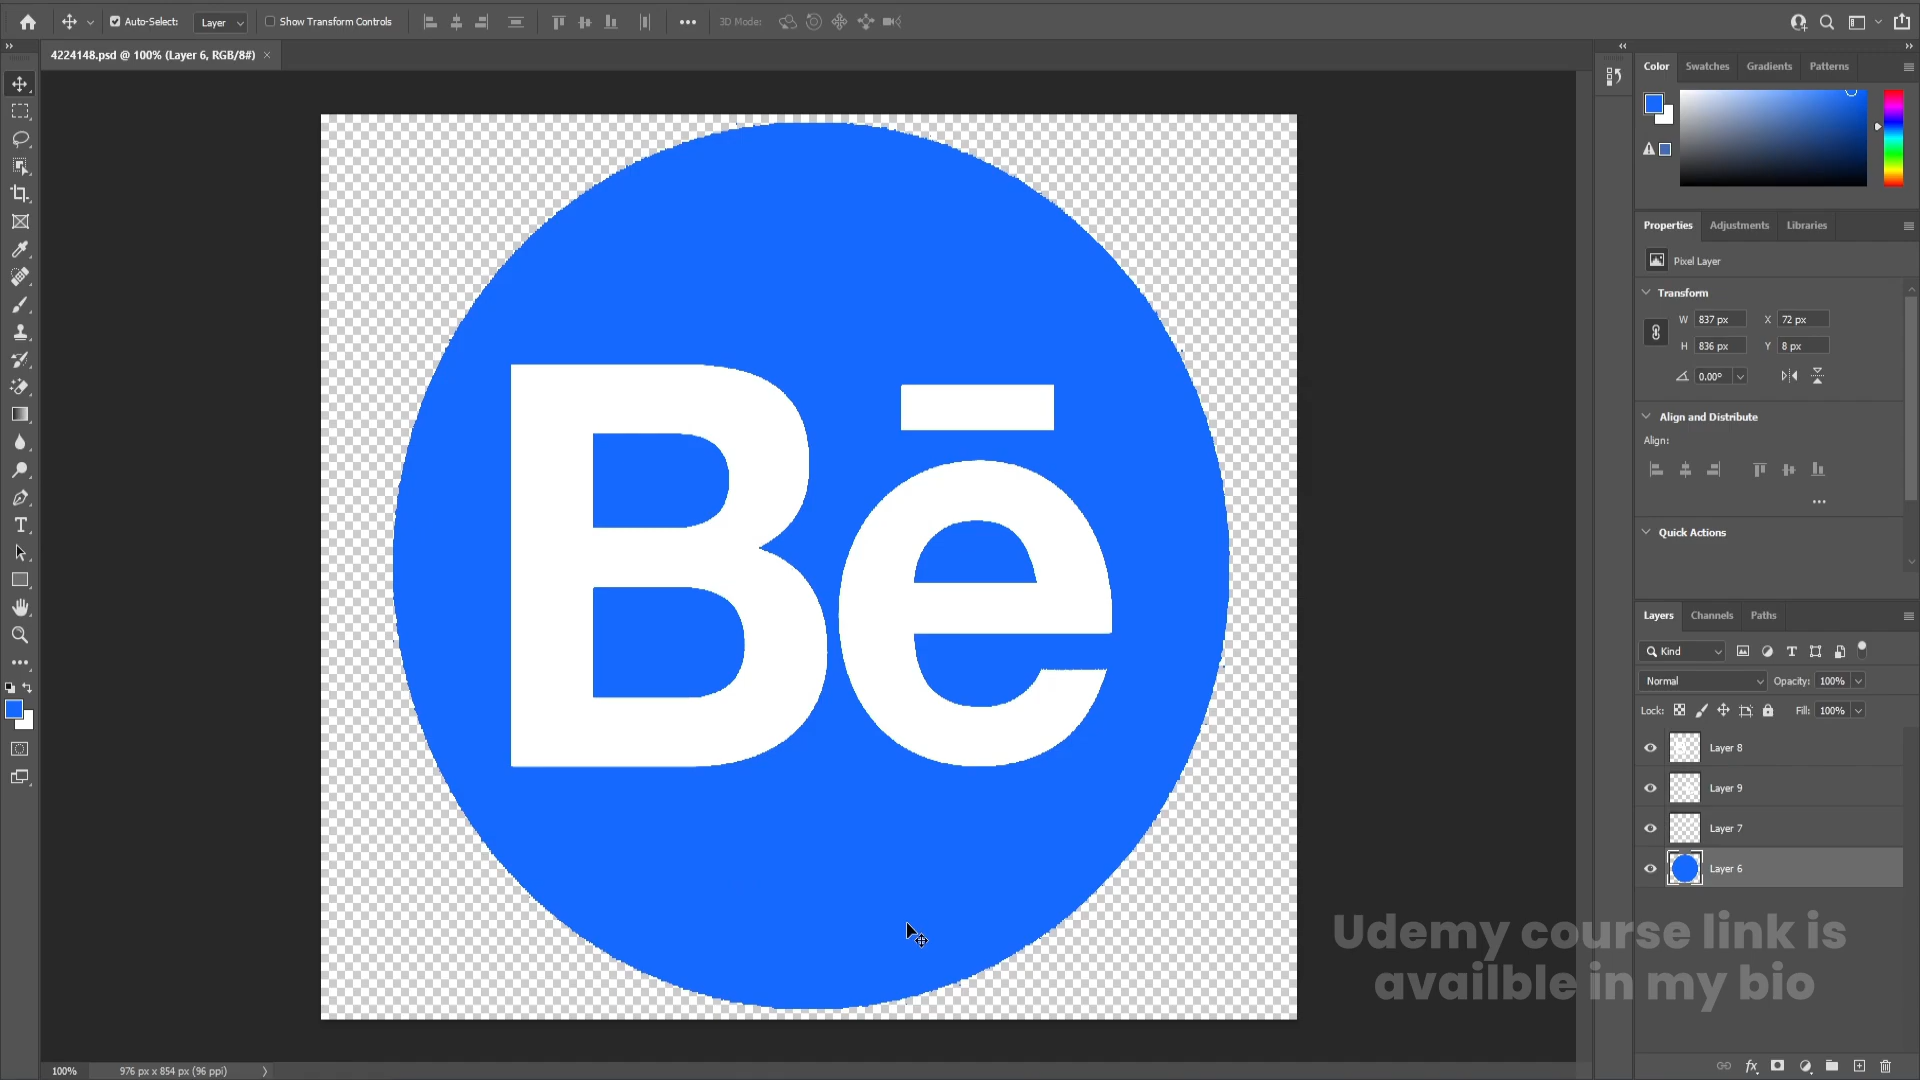 Auto-Select:
Layer
Show Transform Controls
3D Mode:
4224148.psd @ 100% (Layer 6, RGB/8#)
Color
Swatches
Gradients
Patterns
Properties
Adjustments
Libraries
Pixel Layer
Transform
W 837 px X 72 px
H 836 px Y 8 px
0.00°
Align and Distribute
Align:
Quick Actions
Layers
Channels
Paths
Kind
Normal
Opacity: 100%
Lock:
Fill: 100%
Layer 8
Layer 9
Layer 7
Layer 6
Bē
Udemy course link is
availble in my bio
100%
976 px x 854 px (96 ppi)